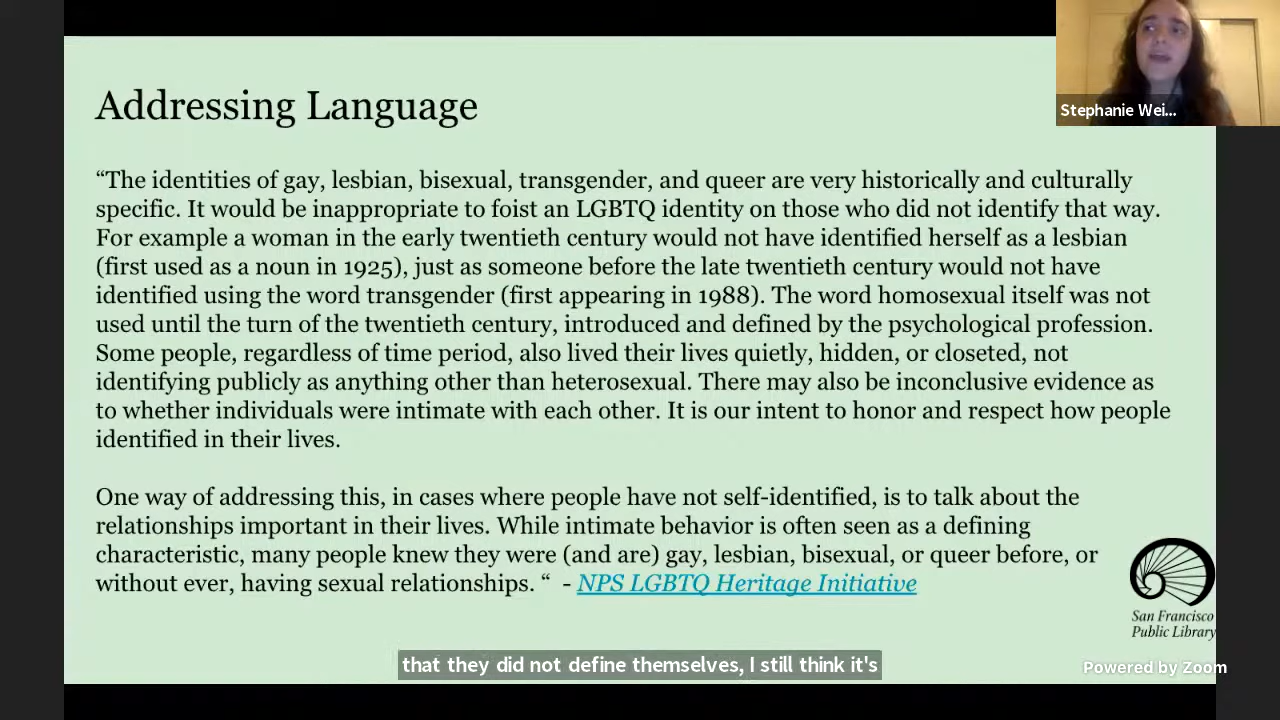 Addressing Language
Stephanie Wei...
“The identities of gay, lesbian, bisexual, transgender, and queer are very historically and culturally
specific. It would be inappropriate to foist an LGBTQ identity on those who did not identify that way.
For example a woman in the early twentieth century would not have identified herself as a lesbian
(first used as a noun in 1925), just as someone before the late twentieth century would not have
identified using the word transgender (first appearing in 1988). The word homosexual itself was not
used until the turn of the twentieth century, introduced and defined by the psychological profession.
Some people, regardless of time period, also lived their lives quietly, hidden, or closeted, not
identifying publicly as anything other than heterosexual. There may also be inconclusive evidence as
to whether individuals were intimate with each other. It is our intent to honor and respect how people
identified in their lives.
One way of addressing this, in cases where people have not self-identified, is to talk about the
relationships important in their lives. While intimate behavior is often seen as a defining
characteristic, many people knew they were (and are) gay, lesbian, bisexual, or queer before, or
without ever, having sexual relationships. “ - NPS LGBTQ Heritage Initiative
San Francisco
Public Library
that they did not define themselves, I still think it's
Powered by Zoom